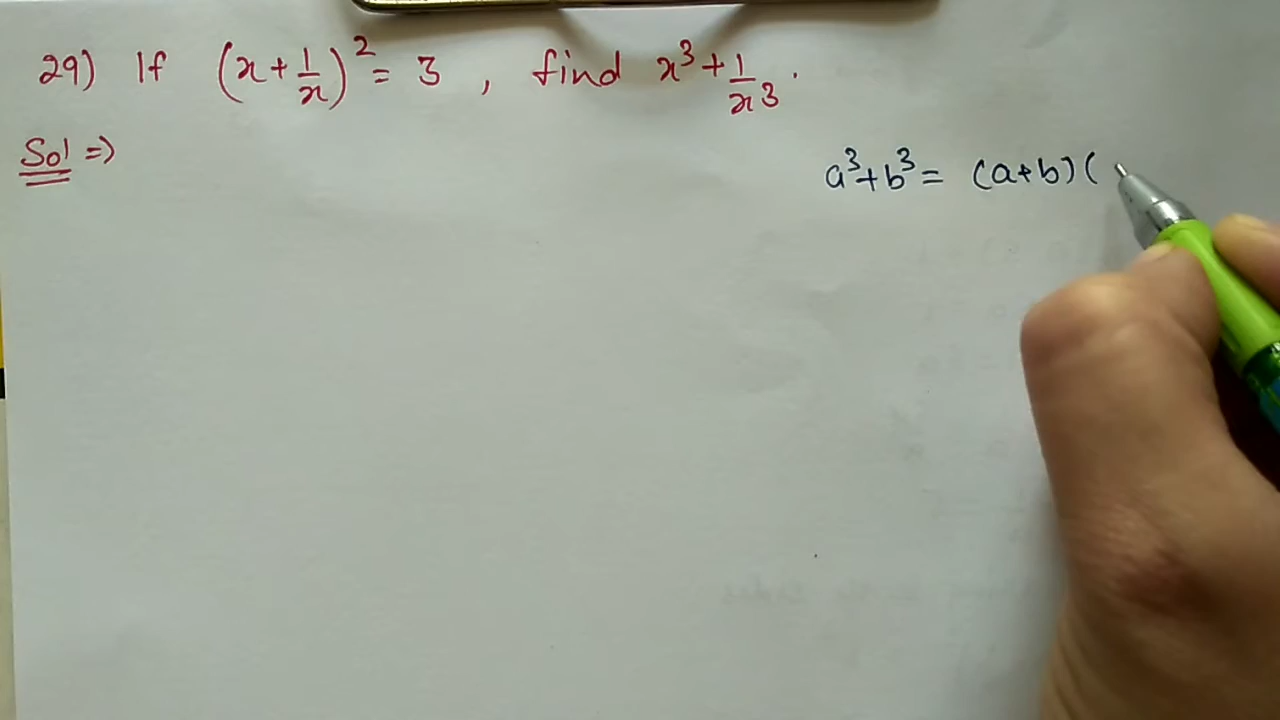 29) If (x+1/x)²= 3 , find x³+1/x3.
Sol =>
a³+b³= (a+b)(